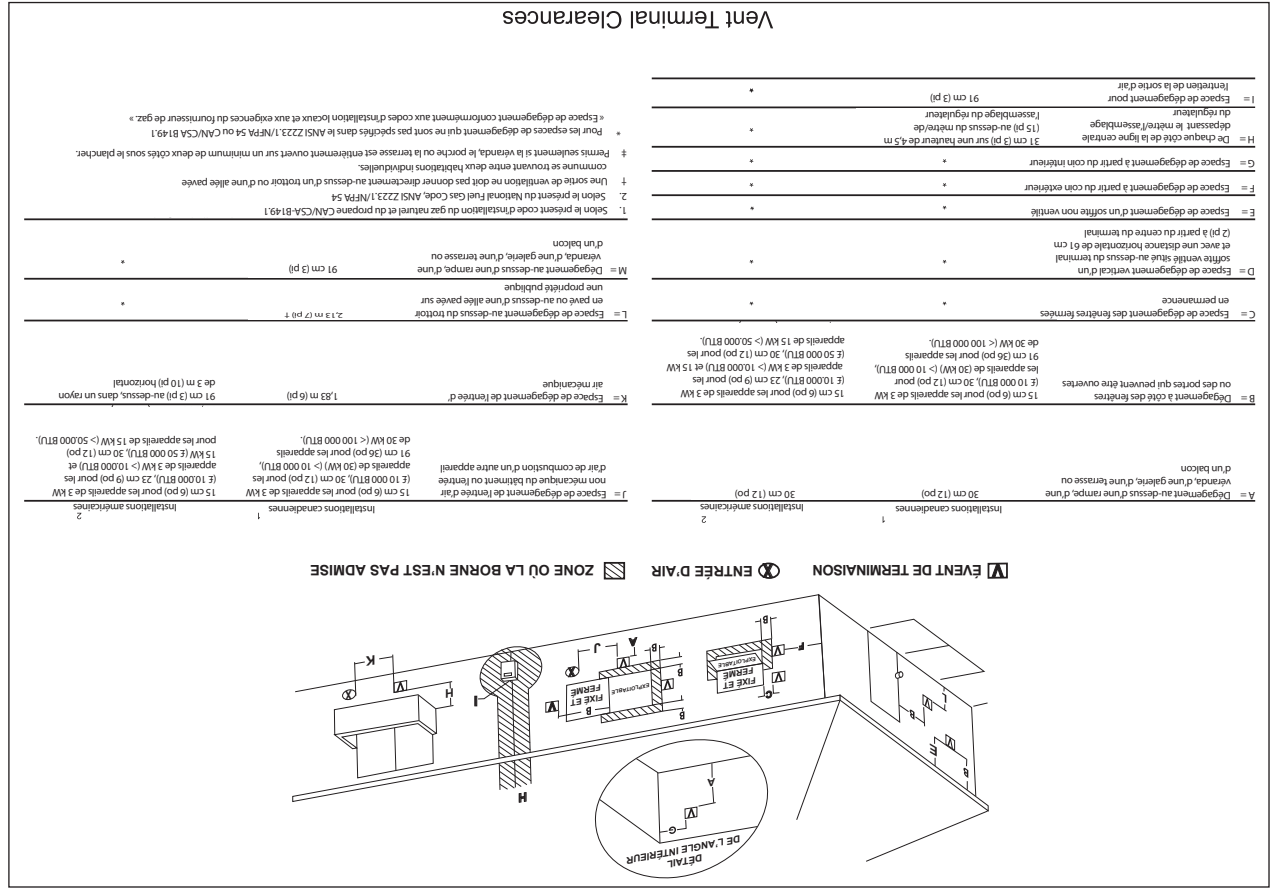 DÉTAIL
DE L'ANGLE INTÉRIEUR
G
V
A
H
B
E
V
L
B
V
F
V
C
V
FIXÉ ET
FERMÉ
EXPLOITABLE
B
B
B
V
B
V
B
EXPLOITABLE
FIXÉ ET
FERMÉ
B
V
A
J
X
I
H
V
K
X
V ÉVENT DE TERMINAISON
X ENTRÉE D'AIR
ZONE OÙ LA BORNE N'EST PAS ADMISE
Installations canadiennes 1
Installations américaines 2
A = Dégagement au-dessus d'une rampe, d'une
véranda, d'une galerie, d'une terrasse ou
d'un balcon
30 cm (12 po)
30 cm (12 po)
B = Dégagement à côté des fenêtres
ou des portes qui peuvent être ouvertes
15 cm (6 po) pour les appareils de 3 kW
(£ 10 000 BTU), 30 cm (12 po) pour
les appareils de (30 kW) (> 10 000 BTU),
91 cm (36 po) pour les appareils
de 30 kW (< 100 000 BTU).
15 cm (6 po) pour les appareils de 3 kW
(£ 10.000 BTU), 23 cm (9 po) pour les
appareils de 3 kW (> 10.000 BTU) et 15 kW
(£ 50 000 BTU), 30 cm (12 po) pour les
appareils de 15 kW (> 50.000 BTU).
C = Espace de dégagement des fenêtres fermées
en permanence
*
*
D = Espace de dégagement vertical d'un
soffite ventilé situé au-dessus du terminal
et avec une distance horizontale de 61 cm
(2 pi) à partir du centre du terminal
*
*
E = Espace de dégagement d'un soffite non ventilé
*
*
F = Espace de dégagement à partir du coin extérieur
*
*
G = Espace de dégagement à partir du coin intérieur
*
*
H = De chaque côté de la ligne centrale
dépassant le mètre/l'assemblage
du régulateur
31 cm (3 pi) sur une hauteur de 4,5 m
(15 pi) au-dessus du mètre/de
l'assemblage du régulateur
I = Espace de dégagement pour
l'entretien de la sortie d'air
91 cm (3 pi)
*
Installations canadiennes 1
Installations américaines 2
J = Espace de dégagement de l'entrée d'air
non mécanique du bâtiment ou l'entrée
d'air de combustion d'un autre appareil
15 cm (6 po) pour les appareils de 3 kW
(£ 10 000 BTU), 30 cm (12 po) pour les
appareils de (30 kW) (> 10 000 BTU),
91 cm (36 po) pour les appareils
de 30 kW (< 100 000 BTU).
15 cm (6 po) pour les appareils de 3 kW
(£ 10.000 BTU), 23 cm (9 po) pour les
appareils de 3 kW (> 10.000 BTU) et
15 kW (£ 50 000 BTU), 30 cm (12 po)
pour les appareils de 15 kW (> 50.000 BTU).
K = Espace de dégagement de l'entrée d'
air mécanique
1,83 m (6 pi)
91 cm (3 pi) au-dessus, dans un rayon
de 3 m (10 pi) horizontal
L = Espace de dégagement au-dessus du trottoir
en pavé ou au-dessus d'une allée pavée sur
une propriété publique
2,13 m (7 pi) †
*
M = Dégagement au-dessus d'une rampe, d'une
véranda, d'une galerie, d'une terrasse ou
d'un balcon
91 cm (3 pi)
*
1. Selon le présent code d'installation du gaz naturel et du propane CAN/CSA-B149.1
2. Selon le présent du National Fuel Gas Code, ANSI Z223.1/NFPA 54
† Une sortie de ventilation ne doit pas donner directement au-dessus d'un trottoir ou d'une allée pavée
commune se trouvant entre deux habitations individuelles.
‡ Permis seulement si la véranda, le porche ou la terrasse est entièrement ouvert sur un minimum de deux côtés sous le plancher.
* Pour les espaces de dégagement qui ne sont pas spécifiés dans le ANSI Z223.1/NFPA 54 ou CAN/CSA B149.1
« Espace de dégagement conformément aux codes d'installation locaux et aux exigences du fournisseur de gaz. »
Vent Terminal Clearances